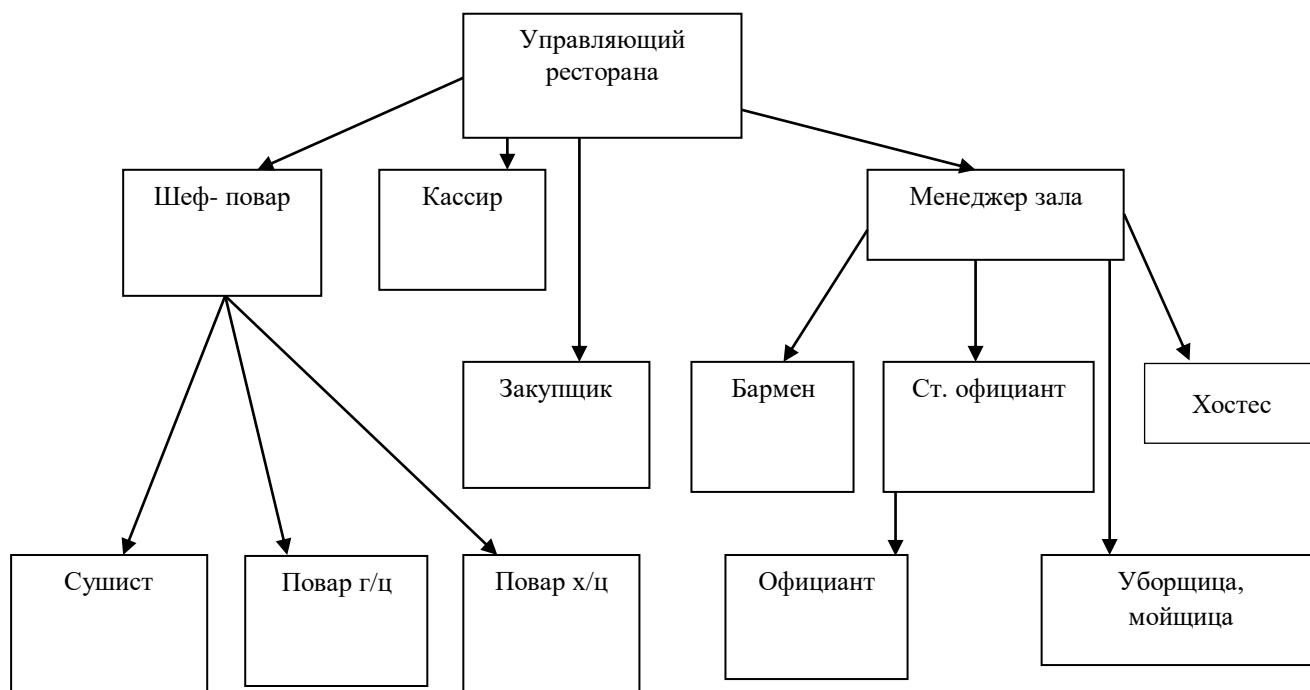 Управляющий
ресторана
Шеф- повар
Кассир
Менеджер зала
Закупщик
Бармен
Ст. официант
Хостес
Сушист
Повар г/ц
Повар х/ц
Официант
Уборщица,
мойщица